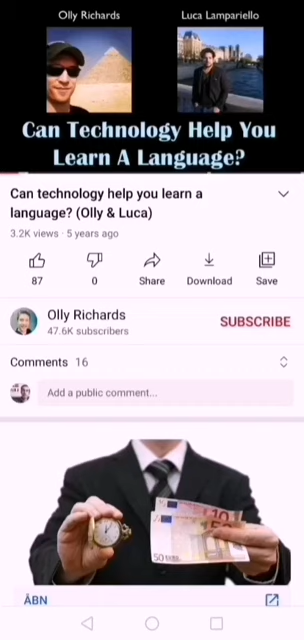 Olly Richards
Luca Lampariello
Can Technology Help You
Learn A Language?
Can technology help you learn a
language? (Olly & Luca)
3.2K views · 5 years ago
87
0
Share
Download
Save
Olly Richards
47.6K subscribers
SUBSCRIBE
Comments 16
Add a public comment...
50 EURO
ÅBN